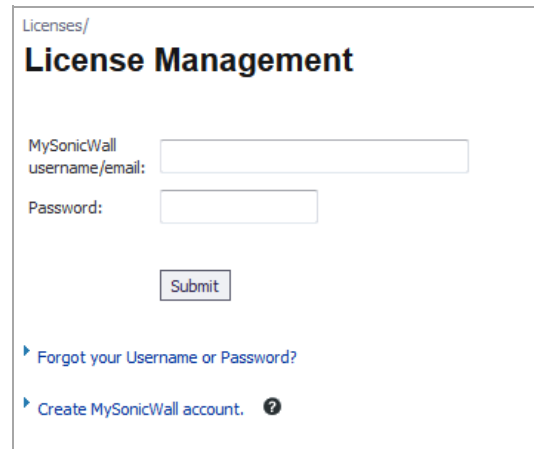 Licenses/
License Management
MySonicWall
username/email:
Password:
Submit
Forgot your Username or Password?
Create MySonicWall account. ?